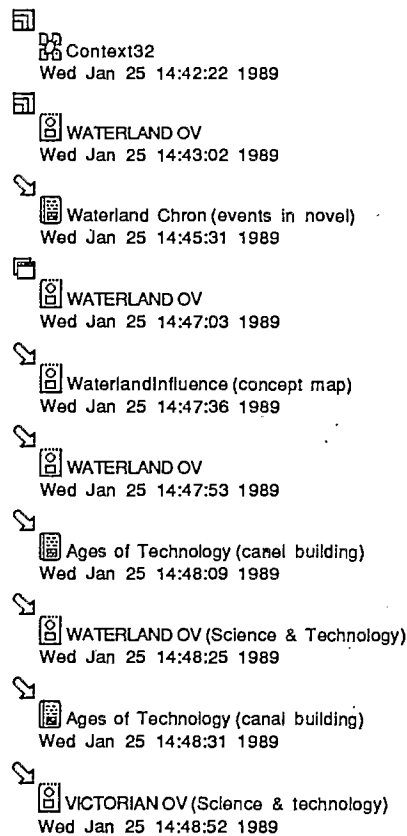 Context32
Wed Jan 25 14:42:22 1989
WATERLAND OV
Wed Jan 25 14:43:02 1989
Waterland Chron (events in novel)
Wed Jan 25 14:45:31 1989
WATERLAND OV
Wed Jan 25 14:47:03 1989
WaterlandInfluence (concept map)
Wed Jan 25 14:47:36 1989
WATERLAND OV
Wed Jan 25 14:47:53 1989
Ages of Technology (canel building)
Wed Jan 25 14:48:09 1989
WATERLAND OV (Science & Technology)
Wed Jan 25 14:48:25 1989
Ages of Technology (canal building)
Wed Jan 25 14:48:31 1989
VICTORIAN OV (Science & technology)
Wed Jan 25 14:48:52 1989